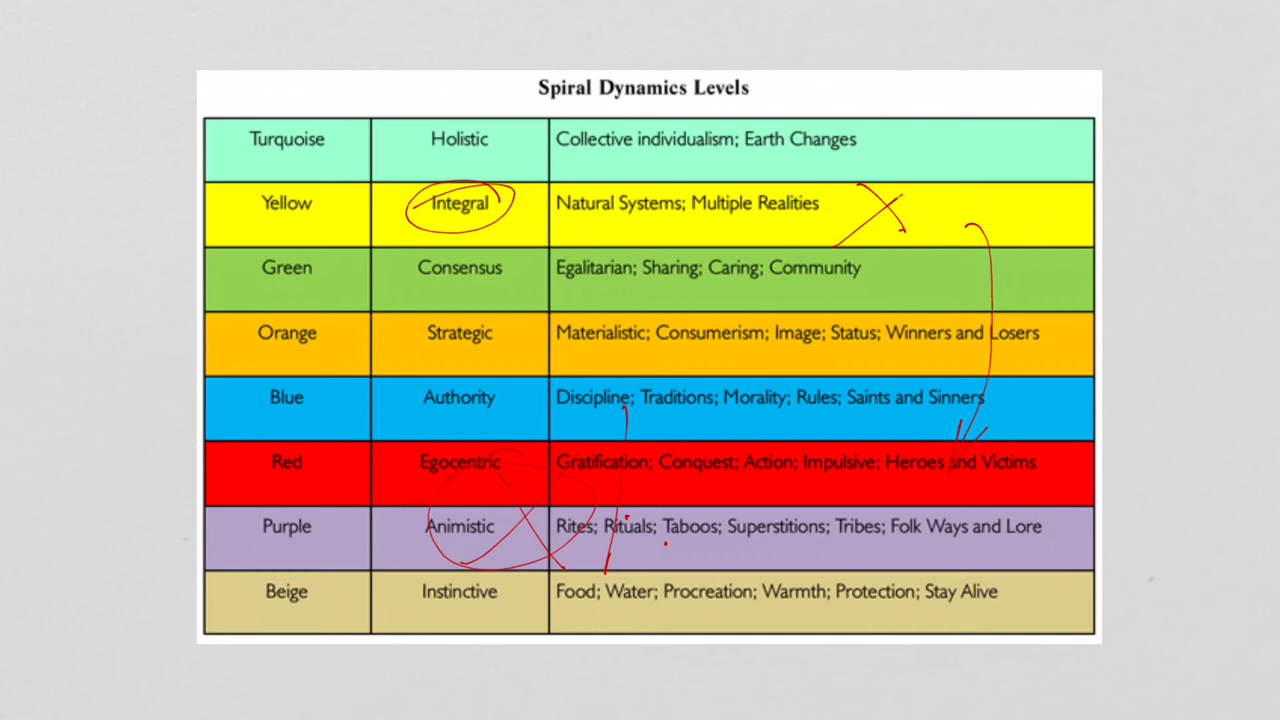 Spiral Dynamics Levels
Turquoise Holistic Collective individualism; Earth Changes
Yellow Integral Natural Systems; Multiple Realities
Green Consensus Egalitarian; Sharing; Caring; Community
Orange Strategic Materialistic; Consumerism; Image; Status; Winners and Losers
Blue Authority Discipline; Traditions; Morality; Rules; Saints and Sinners
Red Egocentric Gratification; Conquest; Action; Impulsive; Heroes and Victims
Purple Animistic Rites; Rituals; Taboos; Superstitions; Tribes; Folk Ways and Lore
Beige Instinctive Food; Water; Procreation; Warmth; Protection; Stay Alive